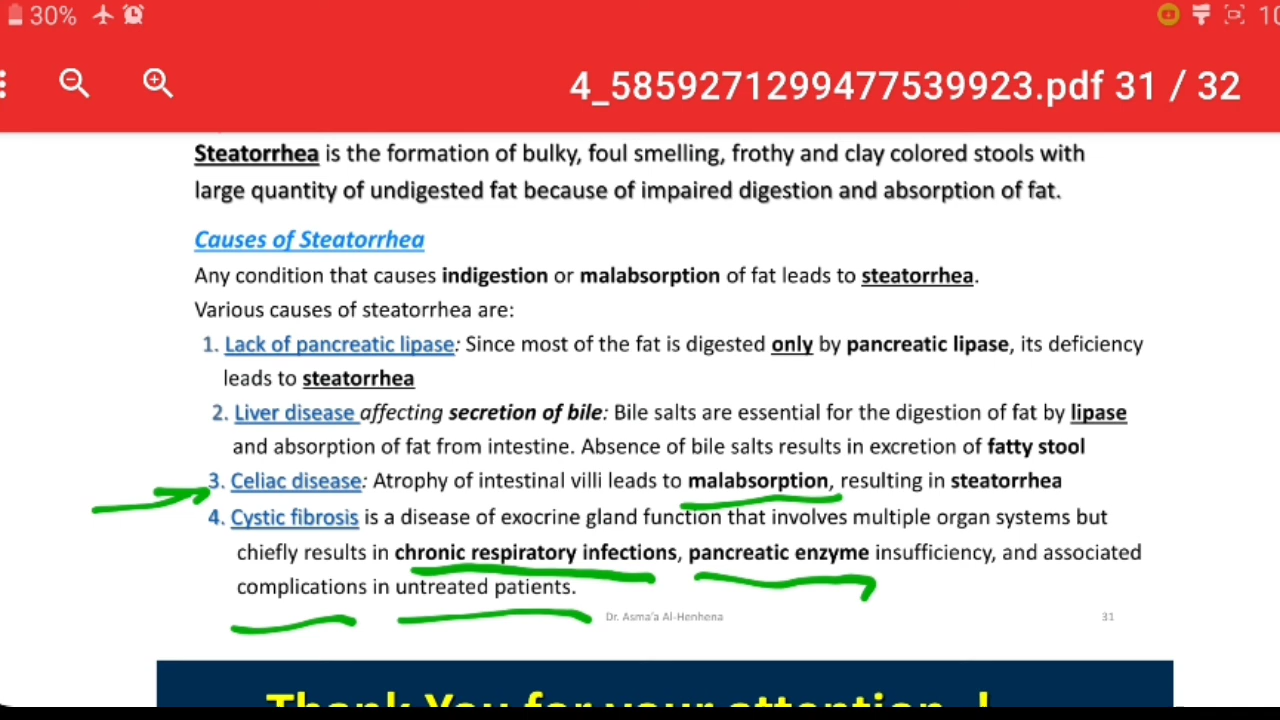 30%
10
4_5859271299477539923.pdf 31 / 32
Steatorrhea is the formation of bulky, foul smelling, frothy and clay colored stools with
large quantity of undigested fat because of impaired digestion and absorption of fat.
Causes of Steatorrhea
Any condition that causes indigestion or malabsorption of fat leads to steatorrhea.
Various causes of steatorrhea are:
1. Lack of pancreatic lipase: Since most of the fat is digested only by pancreatic lipase, its deficiency
leads to steatorrhea
2. Liver disease affecting secretion of bile: Bile salts are essential for the digestion of fat by lipase
and absorption of fat from intestine. Absence of bile salts results in excretion of fatty stool
3. Celiac disease: Atrophy of intestinal villi leads to malabsorption, resulting in steatorrhea
4. Cystic fibrosis is a disease of exocrine gland function that involves multiple organ systems but
chiefly results in chronic respiratory infections, pancreatic enzyme insufficiency, and associated
complications in untreated patients.
Dr. Asma'a Al-Henhena
31
Thank You for your attention !